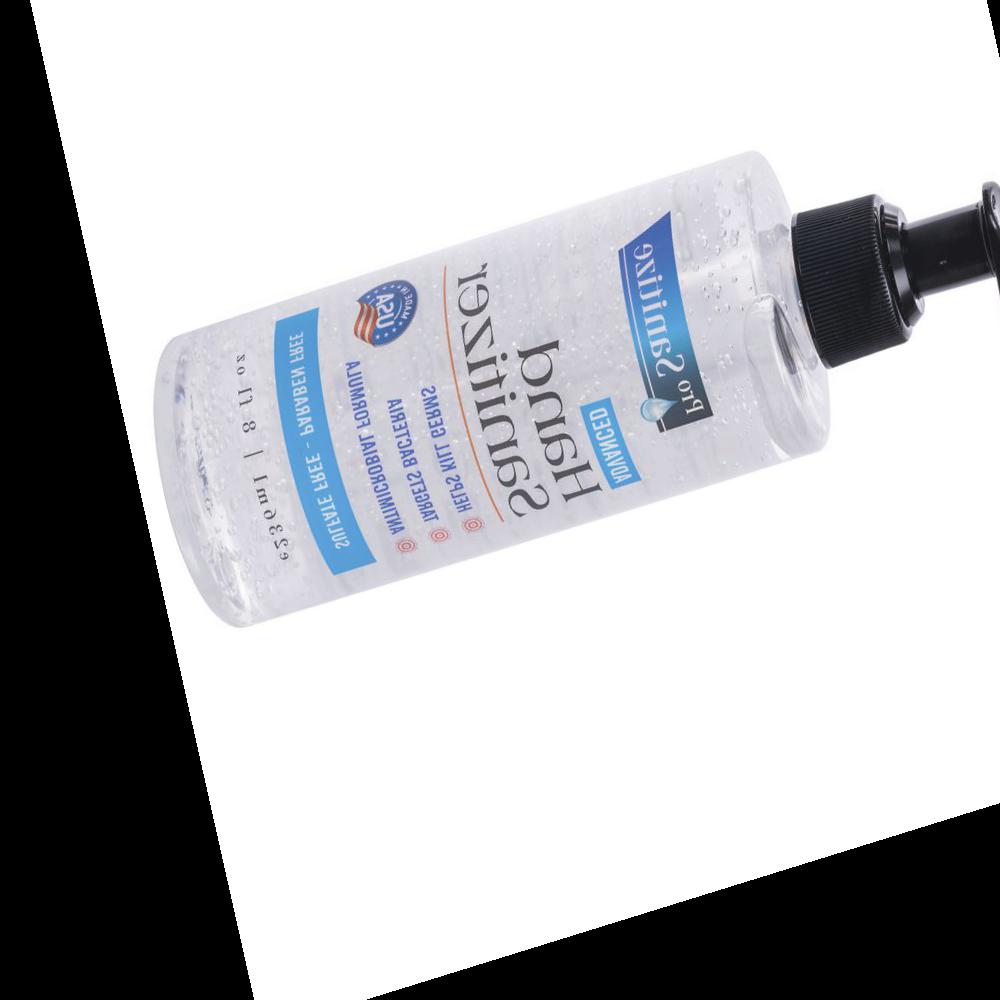 Pro Sanitize
ADVANCED
Hand
Sanitizer
HELPS KILL GERMS
TARGETS BACTERIA
ANTIMICROBIAL FORMULA
MADE IN
USA
SULFATE FREE - PARABEN FREE
e236ml | 8 fl oz